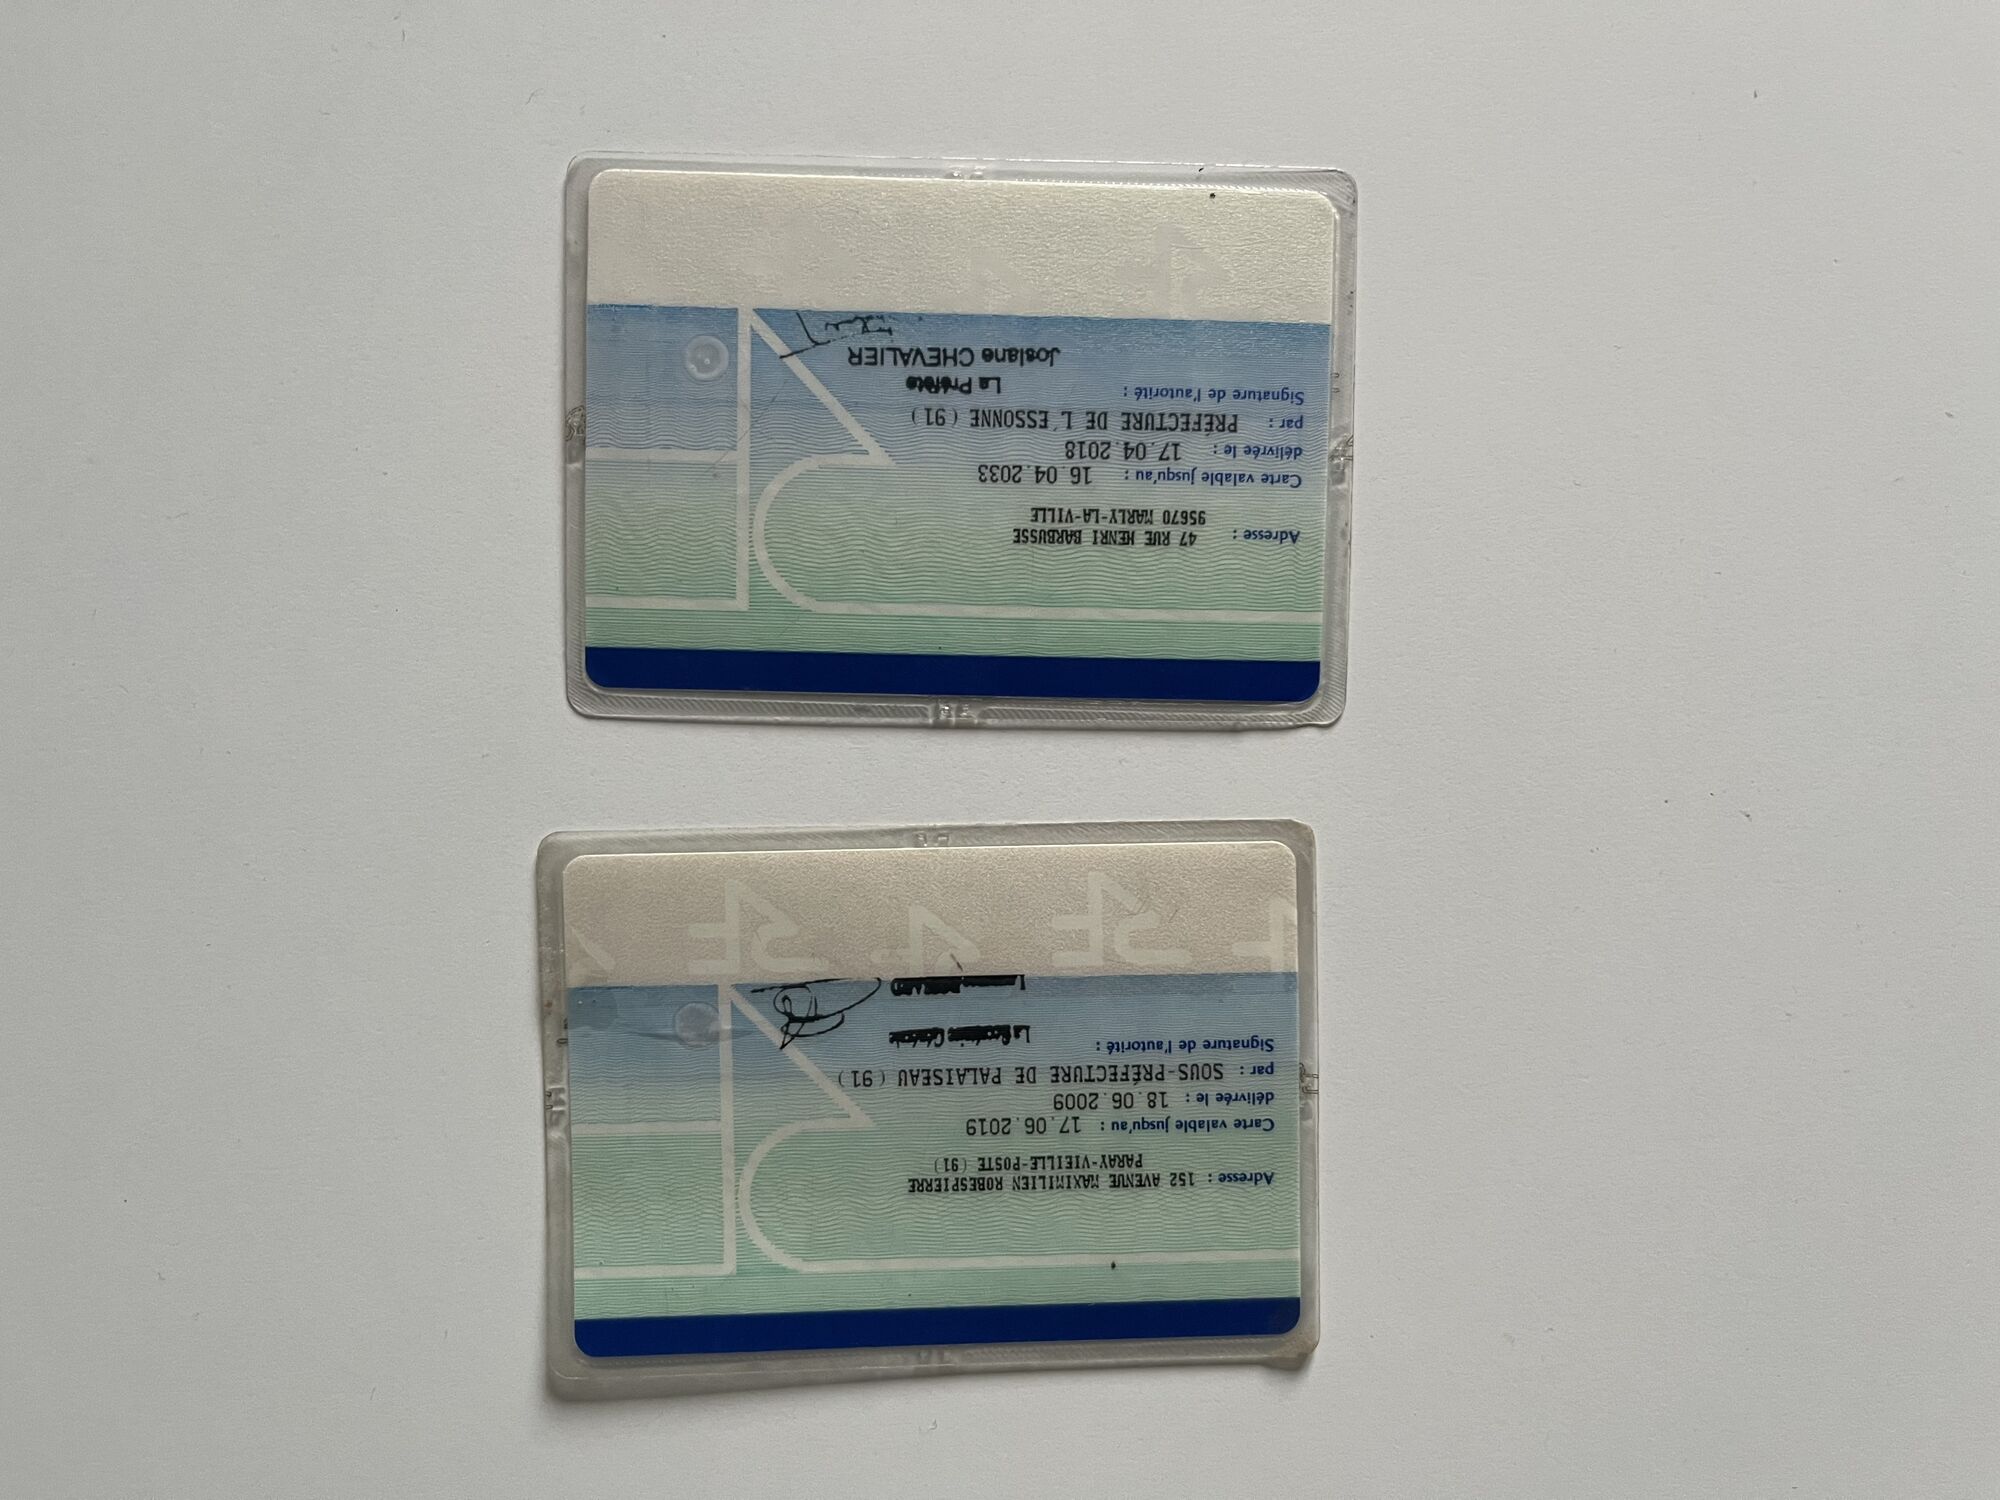 Adresse : 47 RUE HENRI BARBUSSE
95670 MARLY-LA-VILLE
Carte valable jusqu'au : 16.04.2033
délivrée le : 17.04.2018
par : PRÉFECTURE DE L'ESSONNE (91)
Signature de l'autorité :
La Préfète
Josiane CHEVALIER
Adresse : 152 AVENUE MAXIMILIEN ROBESPIERRE
PARAY-VIEILLE-POSTE (91)
Carte valable jusqu'au : 17.06.2019
délivrée le : 18.06.2009
par : SOUS-PRÉFECTURE DE PALAISEAU (91)
Signature de l'autorité :
Générale